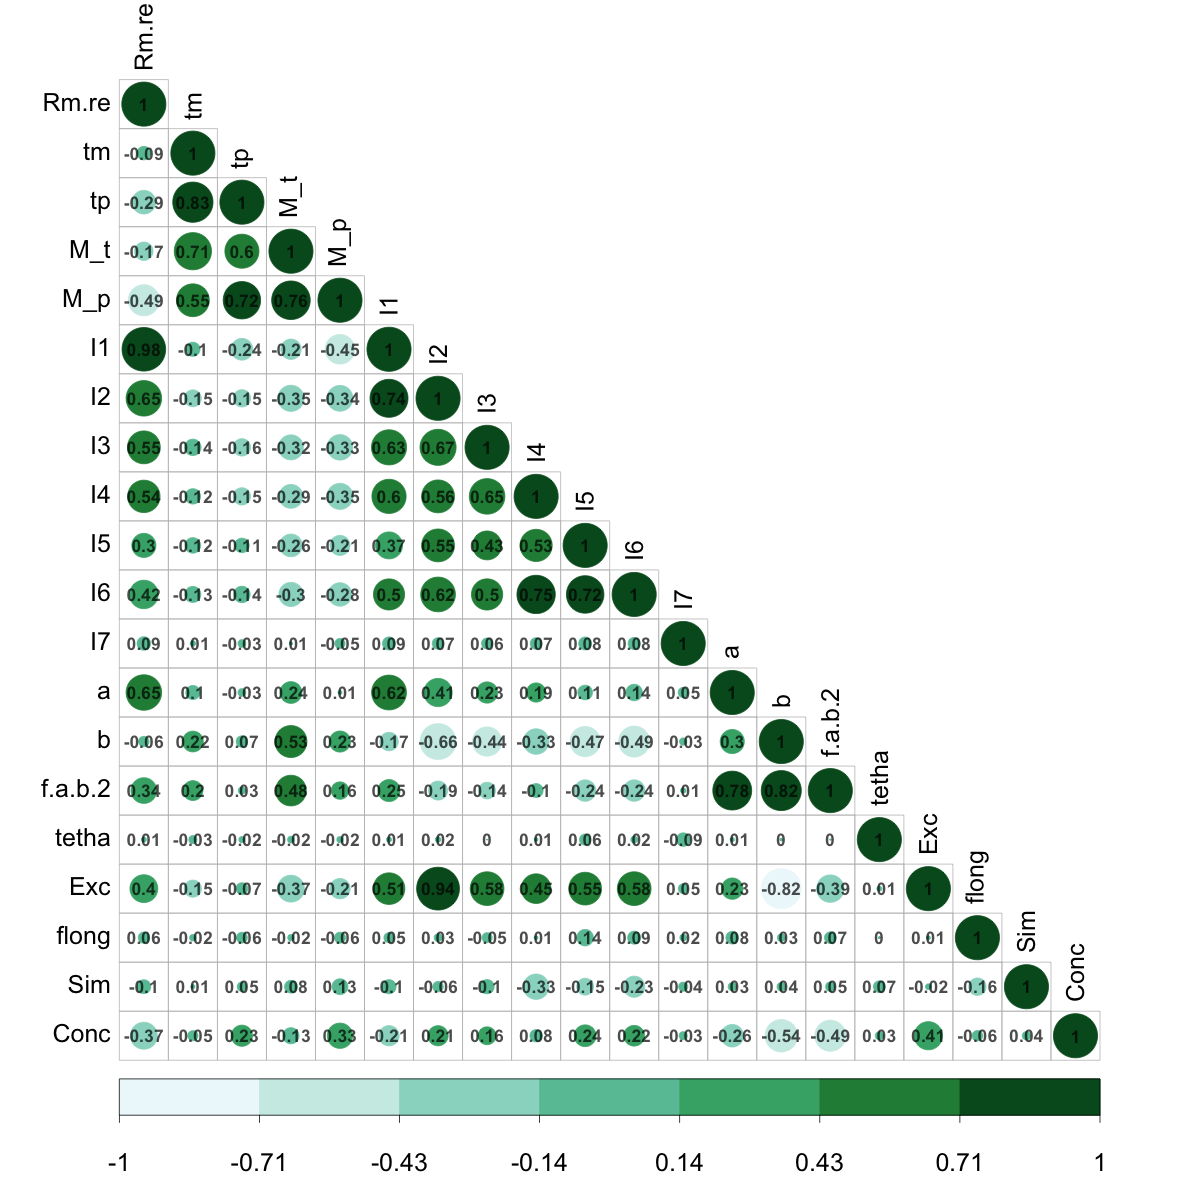 Rm.re
Rm.re 1 tm
tm -0.09 1 tp
tp -0.29 0.83 1 M_t
M_t -0.17 0.71 0.6 1 M_p
M_p -0.49 0.55 0.72 0.76 1 I1
I1 0.98 -0.1 -0.24 -0.21 -0.45 1 I2
I2 0.65 -0.15 -0.15 -0.35 -0.34 0.74 1 I3
I3 0.55 -0.14 -0.16 -0.32 -0.33 0.63 0.67 1 I4
I4 0.54 -0.12 -0.15 -0.29 -0.35 0.6 0.56 0.65 1 I5
I5 0.3 -0.12 -0.11 -0.26 -0.21 0.37 0.55 0.43 0.53 1 I6
I6 0.42 -0.13 -0.14 -0.3 -0.28 0.5 0.62 0.5 0.75 0.72 1 I7
I7 0.09 0.01 -0.03 0.01 -0.05 0.09 0.07 0.06 0.07 0.08 0.08 1 a
a 0.65 0.1 -0.03 0.24 0.01 0.62 0.41 0.23 0.19 0.11 0.14 0.05 1 b
b -0.06 0.22 0.07 0.53 0.23 -0.17 -0.66 -0.44 -0.33 -0.47 -0.49 -0.03 0.3 1 f.a.b.2
f.a.b.2 0.34 0.2 0.03 0.48 0.16 0.25 -0.19 -0.14 -0.1 -0.24 -0.24 0.01 0.78 0.82 1 tetha
tetha 0.01 -0.03 -0.02 -0.02 -0.02 0.01 0.02 0 0.01 0.06 0.02 -0.09 0.01 0 0 1 Exc
Exc 0.4 -0.15 -0.07 -0.37 -0.21 0.51 0.94 0.58 0.45 0.55 0.58 0.05 0.23 -0.82 -0.39 0.01 1 flong
flong 0.06 -0.02 -0.06 -0.02 -0.06 0.05 0.03 -0.05 0.01 0.14 0.09 0.02 0.08 0.03 0.07 0 0.01 1 Sim
Sim -0.1 0.01 0.05 0.08 0.13 -0.1 -0.06 -0.1 -0.33 -0.15 -0.23 -0.04 0.03 0.04 0.05 0.07 -0.02 -0.16 1 Conc
Conc -0.37 -0.05 0.23 -0.13 0.33 -0.21 0.21 0.16 0.08 0.24 0.22 -0.03 -0.26 -0.54 -0.49 0.03 0.41 -0.06 0.04 1
-1 -0.71 -0.43 -0.14 0.14 0.43 0.71 1